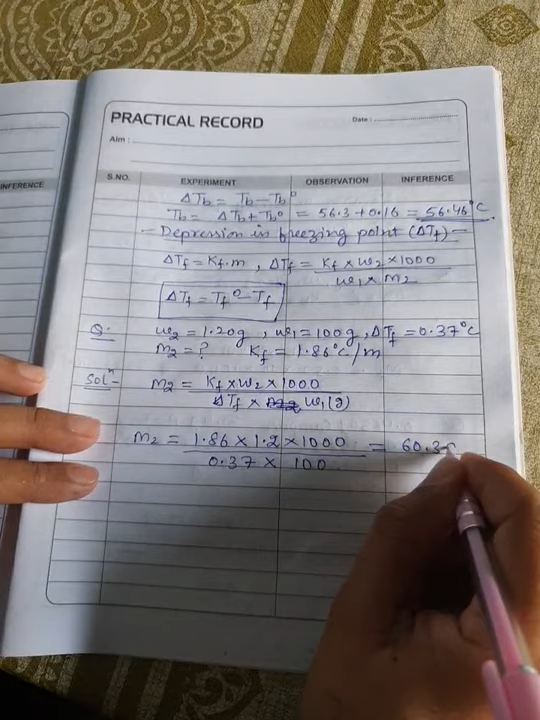 PRACTICAL RECORD
Date :
Aim :
INFERENCE
S.NO. EXPERIMENT OBSERVATION INFERENCE
ΔTb = Tb - Tb°
Tb = ΔTb + Tb° = 56.3 + 0.16 = 56.46°C
- Depression in freezing point (ΔTf) -
ΔTf = Kf.m , ΔTf = Kf × w2 × 1000
w1 × M2
ΔTf = Tf° - Tf
Q. w2 = 1.20g , w1 = 100g , ΔTf = 0.37°C
M2 = ? Kf = 1.86°C/m
Solⁿ- M2 = Kf × w2 × 1000
ΔTf × w1(g)
M2 = 1.86 × 1.2 × 1000 = 60.3
0.37 × 100